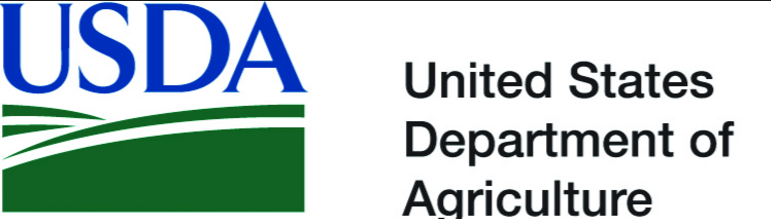 USDA
United States
Department of
Agriculture